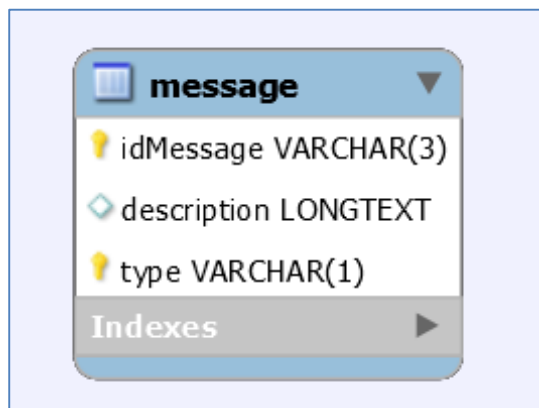 message
idMessage VARCHAR(3)
description LONGTEXT
type VARCHAR(1)
Indexes